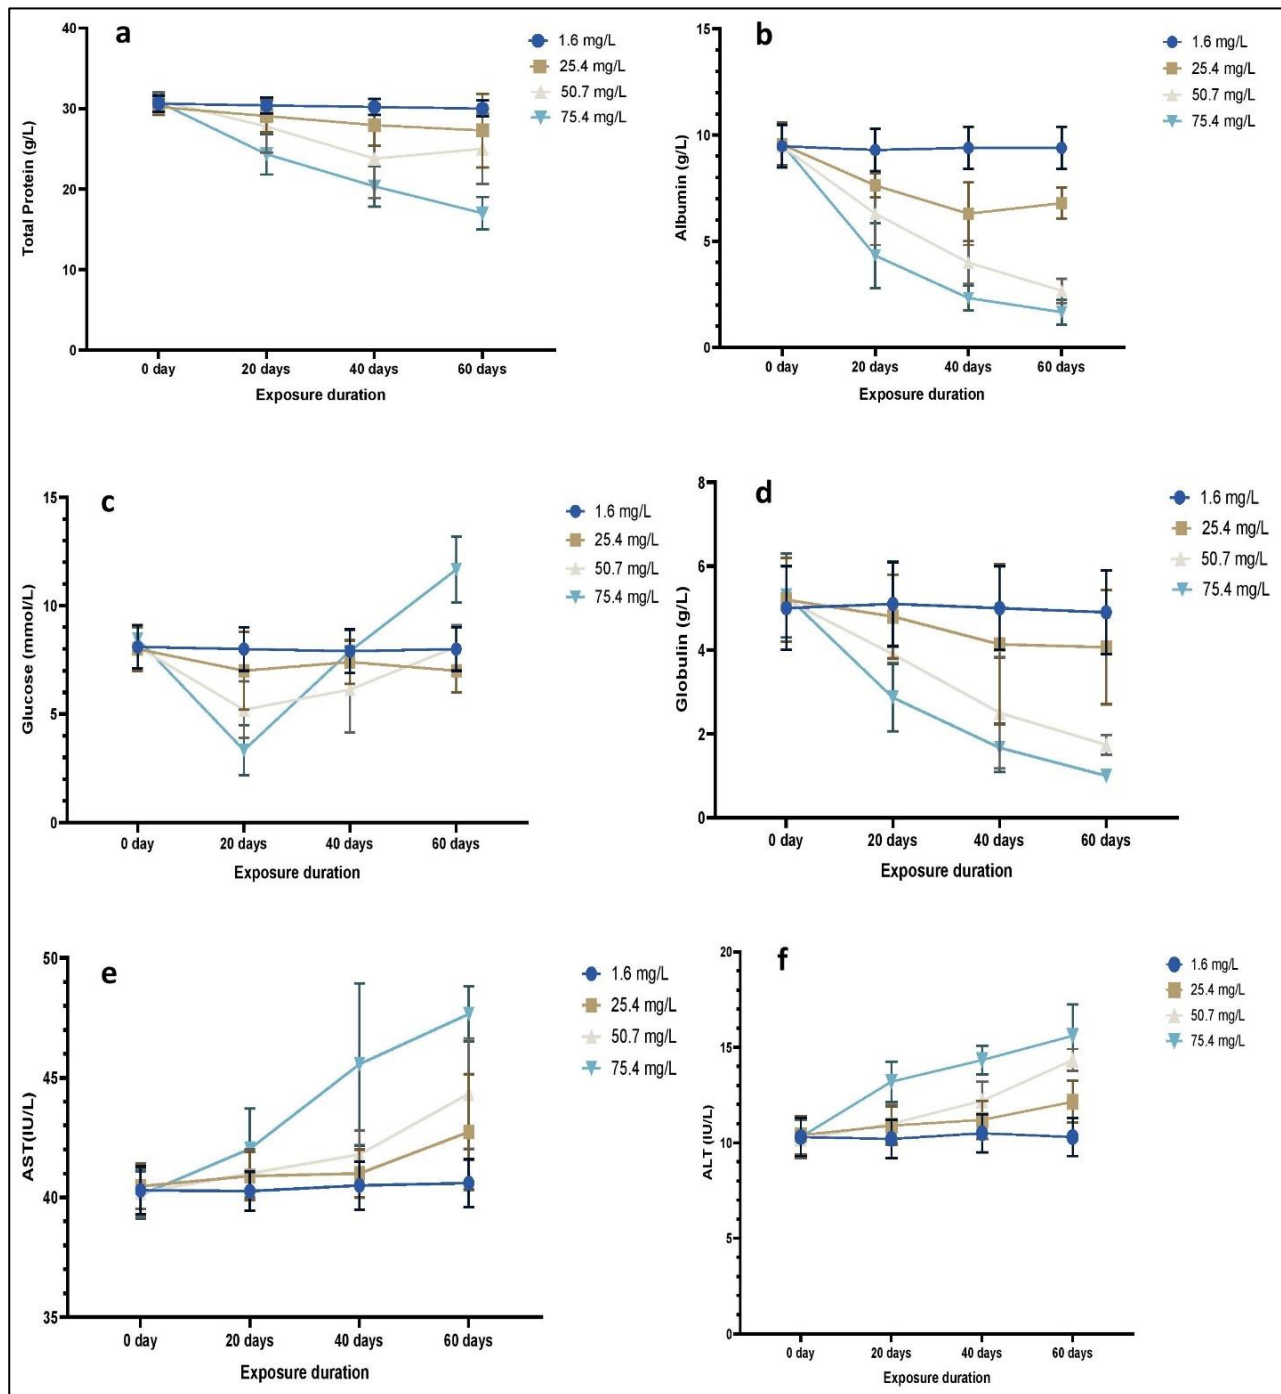 a
40
30
20
10
0
Total Protein (g/L)
0 day 20 days 40 days 60 days
Exposure duration
1.6 mg/L
25.4 mg/L
50.7 mg/L
75.4 mg/L
b
15
10
5
0
Albumin (g/L)
0 day 20 days 40 days 60 days
Exposure duration
1.6 mg/L
25.4 mg/L
50.7 mg/L
75.4 mg/L
c
15
10
5
0
Glucose (mmol/L)
0 day 20 days 40 days 60 days
Exposure duration
1.6 mg/L
25.4 mg/L
50.7 mg/L
75.4 mg/L
d
8
6
4
2
0
Globulin (g/L)
0 day 20 days 40 days 60 days
Exposure duration
1.6 mg/L
25.4 mg/L
50.7 mg/L
75.4 mg/L
e
50
45
40
35
AST(IU/L)
0 day 20 days 40 days 60 days
Exposure duration
1.6 mg/L
25.4 mg/L
50.7 mg/L
75.4 mg/L
f
20
15
10
5
0
ALT (IU/L)
0 day 20 days 40 days 60 days
Exposure duration
1.6 mg/L
25.4 mg/L
50.7 mg/L
75.4 mg/L